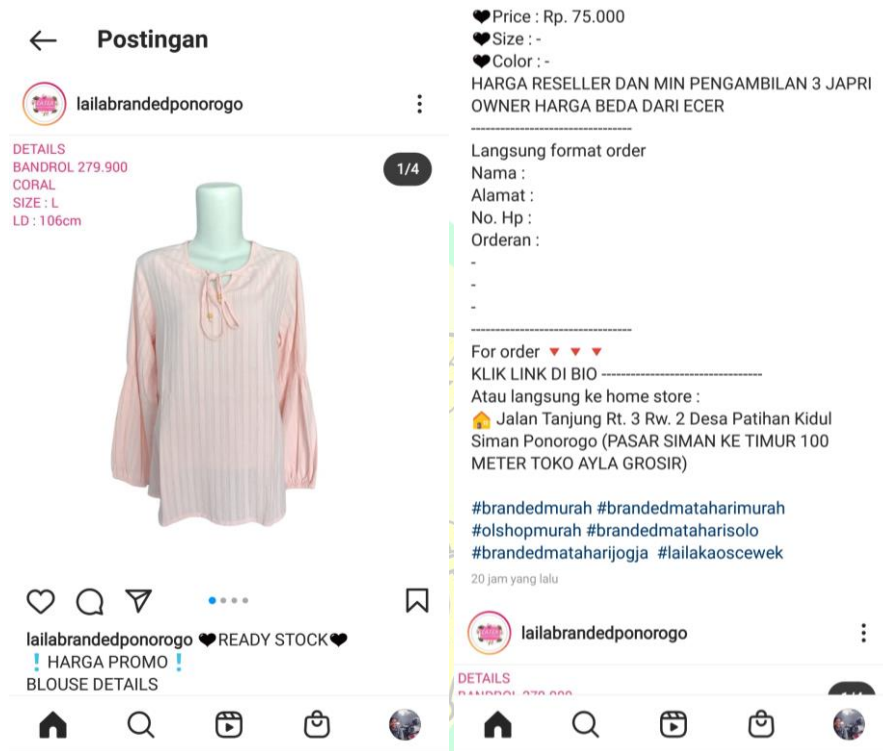 Postingan
lailabrandedponorogo
DETAILS
BANDROL 279.900
CORAL
SIZE : L
LD : 106cm
1/4
lailabrandedponorogo 🖤READY STOCK🖤
❗HARGA PROMO❗
BLOUSE DETAILS
🖤Price : Rp. 75.000
🖤Size : -
🖤Color : -
HARGA RESELLER DAN MIN PENGAMBILAN 3 JAPRI
OWNER HARGA BEDA DARI ECER
---------------------------------
Langsung format order
Nama :
Alamat :
No. Hp :
Orderan :
-
-
-
---------------------------------
For order 🔻🔻🔻
KLIK LINK DI BIO ---------------------------------
Atau langsung ke home store :
🏠 Jalan Tanjung Rt. 3 Rw. 2 Desa Patihan Kidul
Siman Ponorogo (PASAR SIMAN KE TIMUR 100
METER TOKO AYLA GROSIR)
#brandedmurah #brandedmataharimurah
#olshopmurah #brandedmataharisolo
#brandedmataharijogja #lailakaoscewek
20 jam yang lalu
lailabrandedponorogo
DETAILS